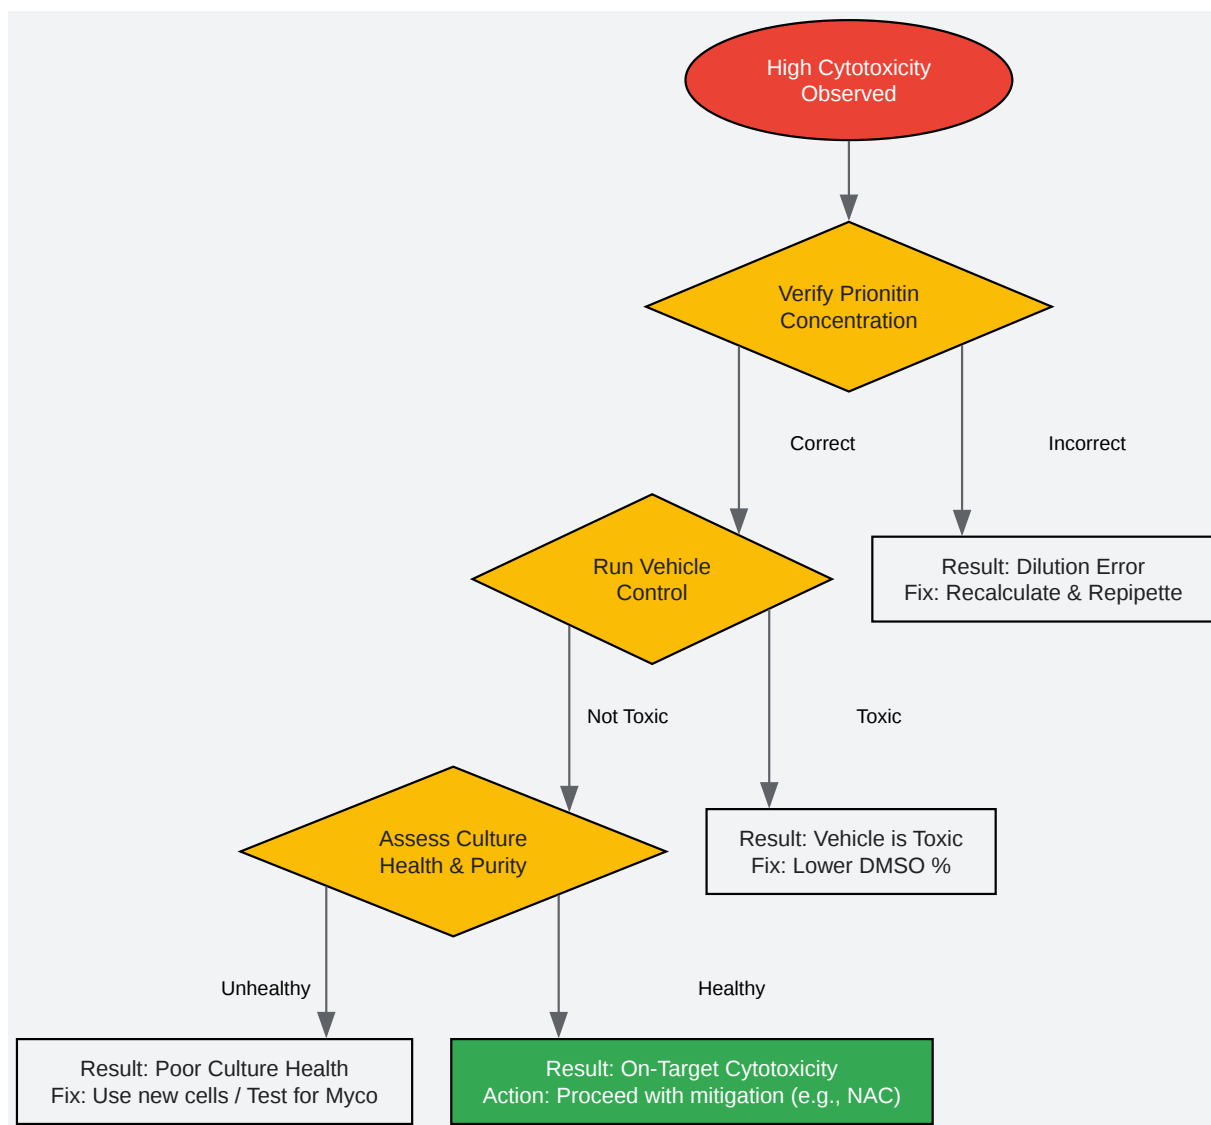 High Cytotoxicity
Observed
Verify Prionitin
Concentration
Correct
Incorrect
Run Vehicle
Control
Result: Dilution Error
Fix: Recalculate & Repipette
Not Toxic
Toxic
Assess Culture
Health & Purity
Result: Vehicle is Toxic
Fix: Lower DMSO %
Unhealthy
Healthy
Result: Poor Culture Health
Fix: Use new cells / Test for Myco
Result: On-Target Cytotoxicity
Action: Proceed with mitigation (e.g., NAC)